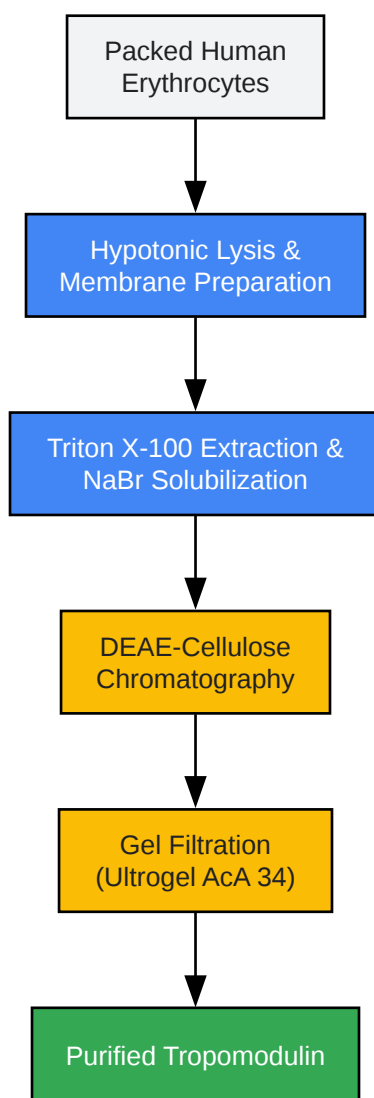 Packed Human
Erythrocytes
Hypotonic Lysis &
Membrane Preparation
Triton X-100 Extraction &
NaBr Solubilization
DEAE-Cellulose
Chromatography
Gel Filtration
(Ultrogel AcA 34)
Purified Tropomodulin